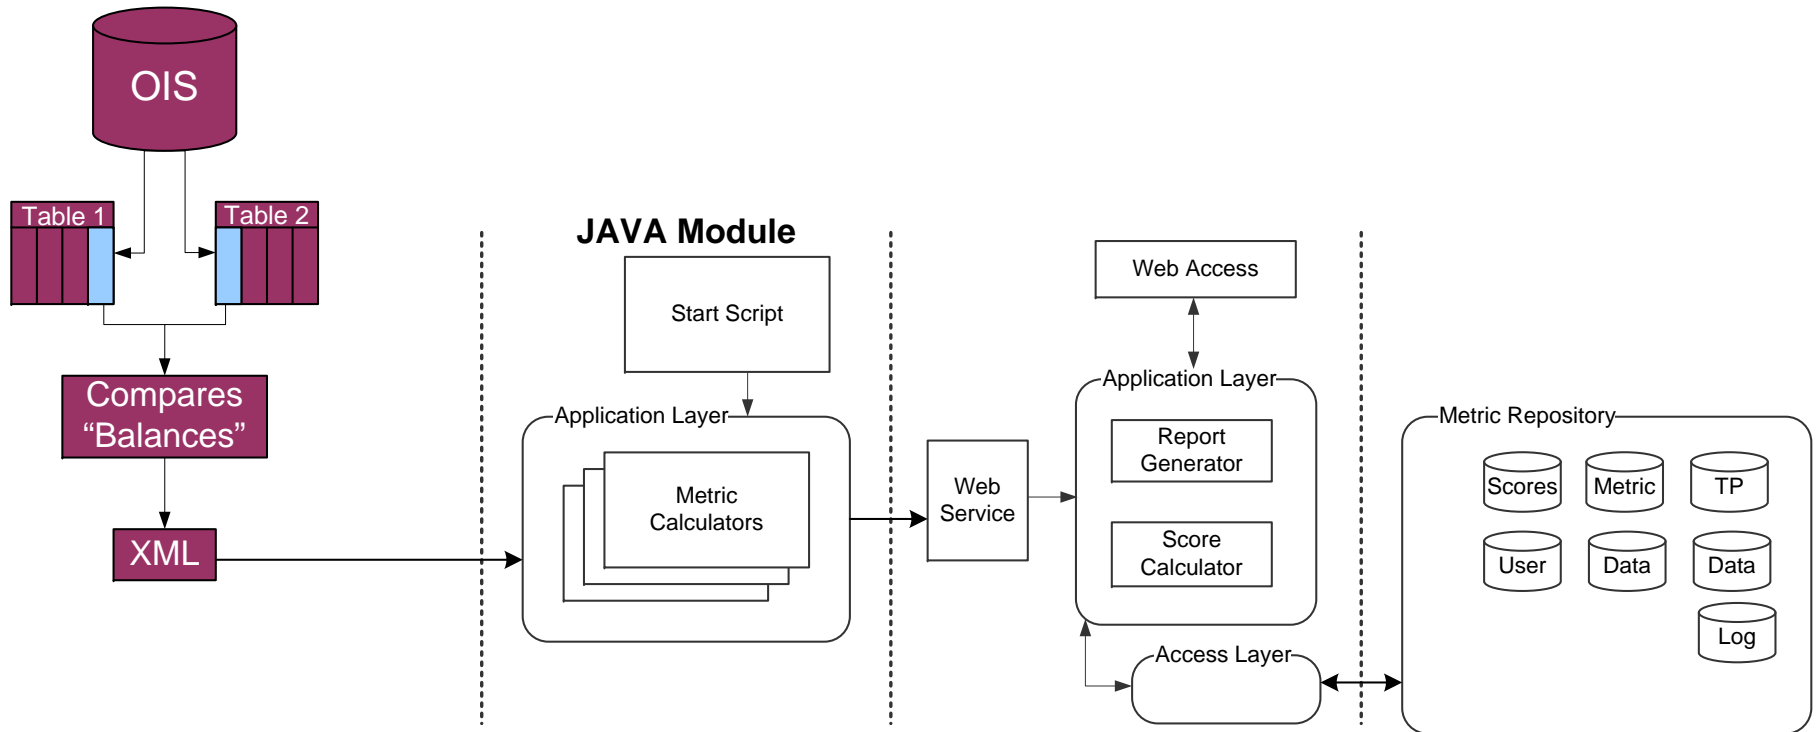 OIS
Table 1
Table 2
Compares
“Balances”
XML
JAVA Module
Start Script
Application Layer
Metric
Calculators
Web
Service
Web Access
Application Layer
Report
Generator
Score
Calculator
Access Layer
Metric Repository
Scores
Metric
TP
User
Data
Data
Log